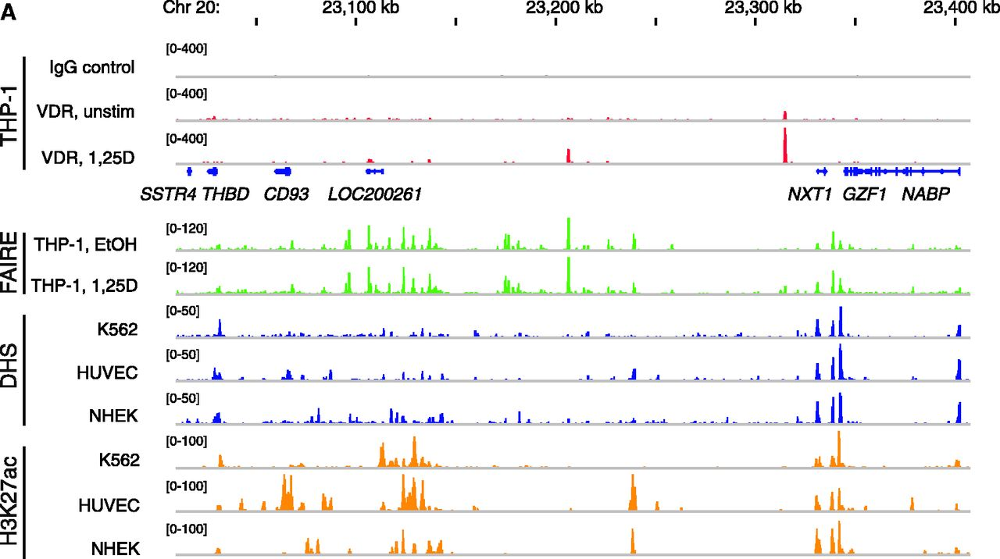 A
Chr 20: 23,100 kb 23,200 kb 23,300 kb 23,400 kb
THP-1
[0-400]
IgG control
[0-400]
VDR, unstim
[0-400]
VDR, 1,25D
SSTR4 THBD CD93 LOC200261 NXT1 GZF1 NABP
FAIRE
[0-120]
THP-1, EtOH
[0-120]
THP-1, 1,25D
DHS
[0-50]
K562
[0-50]
HUVEC
[0-50]
NHEK
H3K27ac
[0-100]
K562
[0-100]
HUVEC
[0-100]
NHEK